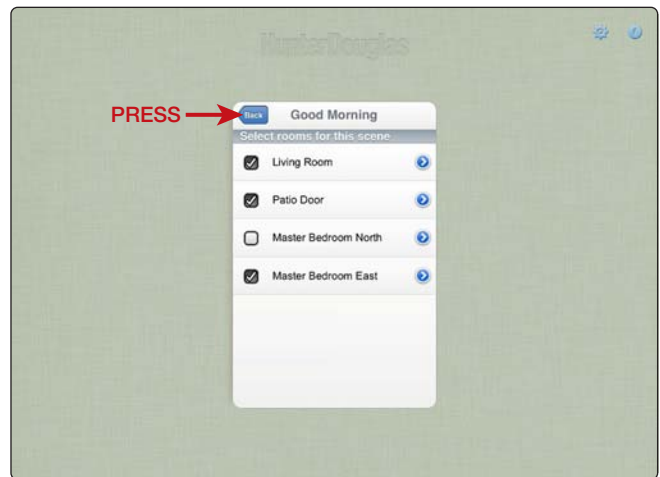 HunterDouglas
PRESS
Back
Good Morning
Select rooms for this scene
Living Room
Patio Door
Master Bedroom North
Master Bedroom East